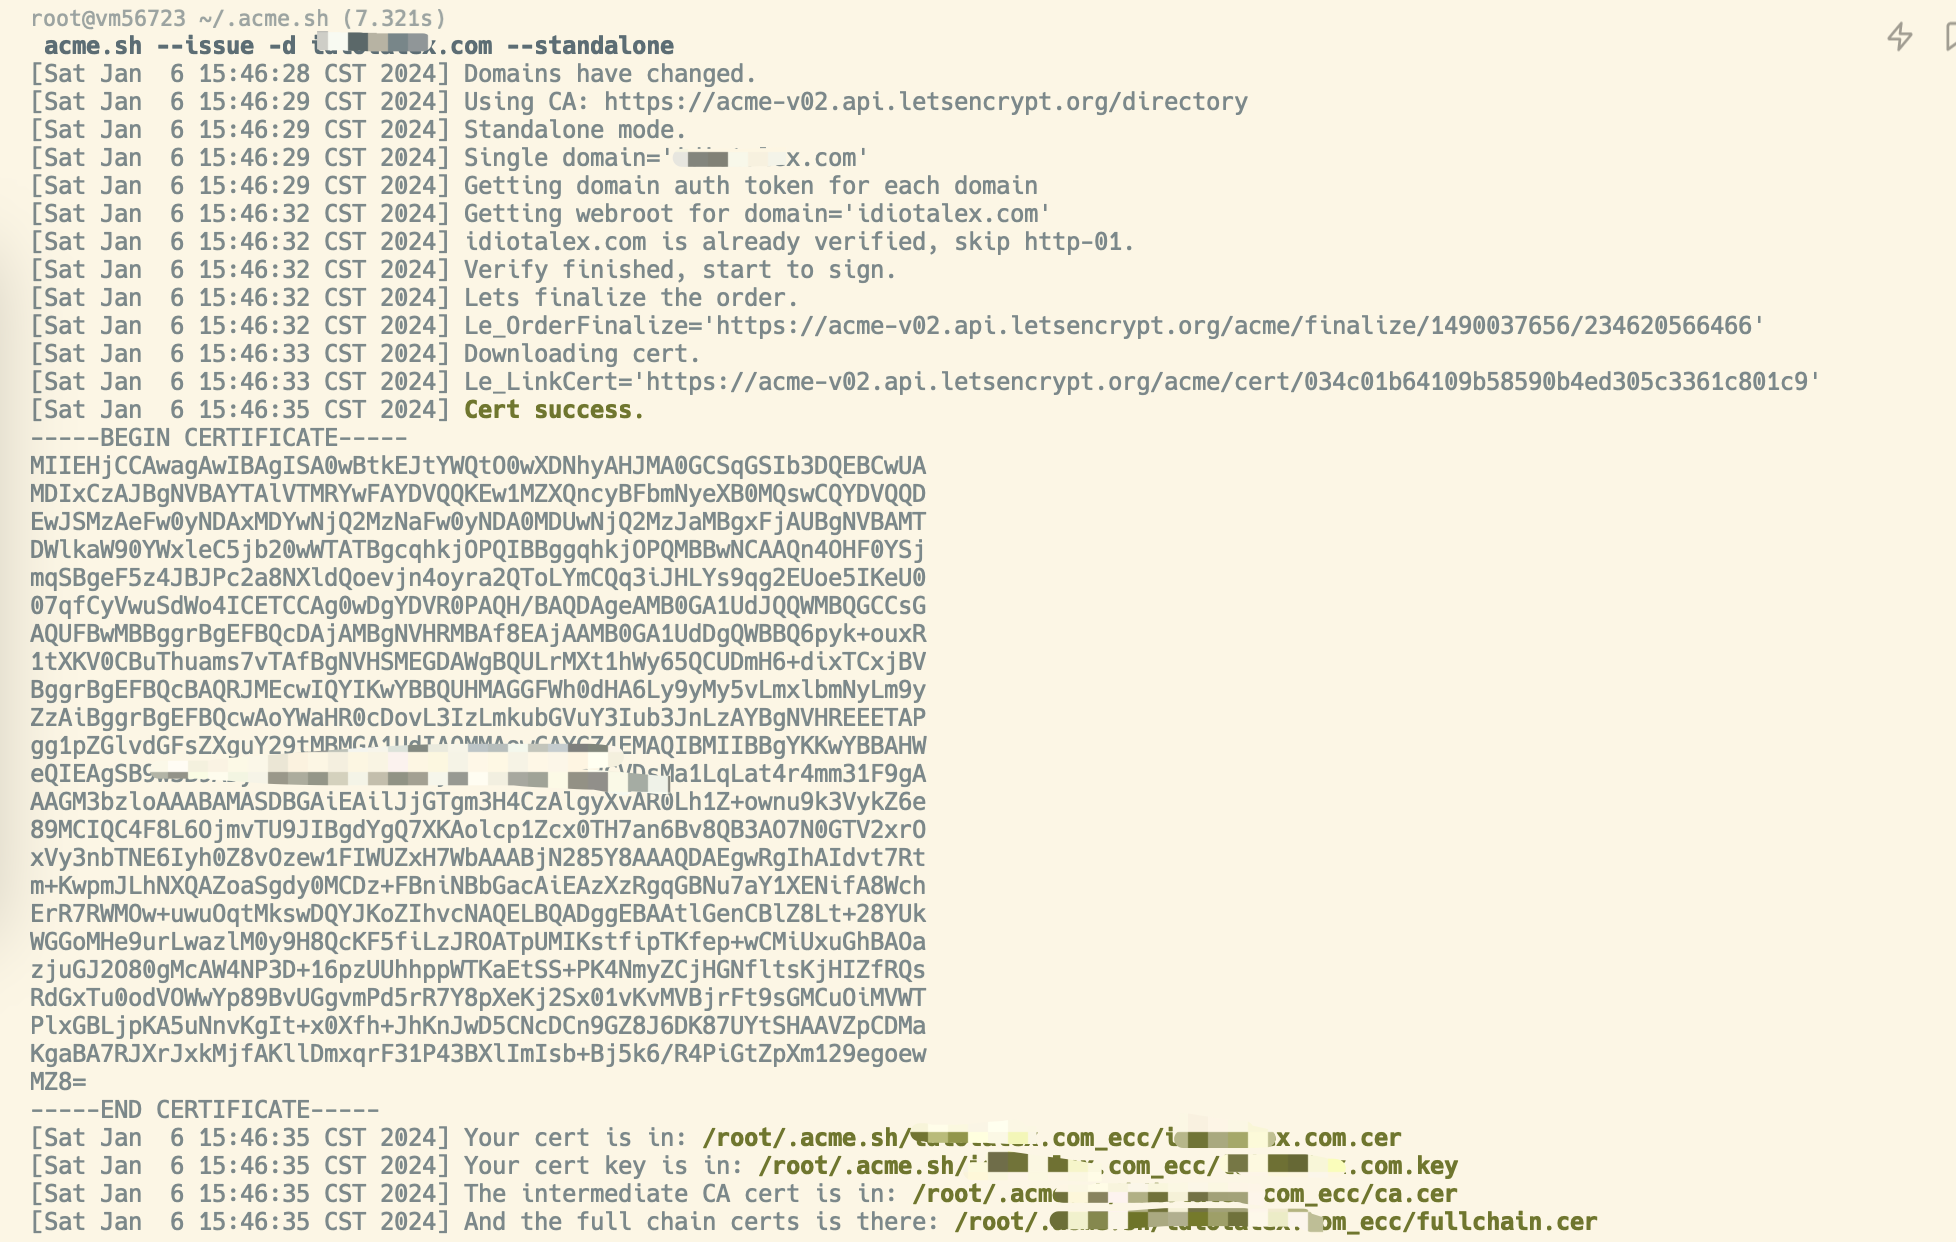 root@vm56723 ~/.acme.sh (7.321s)
acme.sh --issue -d .com --standalone
[Sat Jan  6 15:46:28 CST 2024] Domains have changed.
[Sat Jan  6 15:46:29 CST 2024] Using CA: https://acme-v02.api.letsencrypt.org/directory
[Sat Jan  6 15:46:29 CST 2024] Standalone mode.
[Sat Jan  6 15:46:29 CST 2024] Single domain='x.com'
[Sat Jan  6 15:46:29 CST 2024] Getting domain auth token for each domain
[Sat Jan  6 15:46:32 CST 2024] Getting webroot for domain='idiotalex.com'
[Sat Jan  6 15:46:32 CST 2024] idiotalex.com is already verified, skip http-01.
[Sat Jan  6 15:46:32 CST 2024] Verify finished, start to sign.
[Sat Jan  6 15:46:32 CST 2024] Lets finalize the order.
[Sat Jan  6 15:46:32 CST 2024] Le_OrderFinalize='https://acme-v02.api.letsencrypt.org/acme/finalize/1490037656/234620566466'
[Sat Jan  6 15:46:33 CST 2024] Downloading cert.
[Sat Jan  6 15:46:33 CST 2024] Le_LinkCert='https://acme-v02.api.letsencrypt.org/acme/cert/034c01b64109b58590b4ed305c3361c801c9'
[Sat Jan  6 15:46:35 CST 2024] Cert success.
-----BEGIN CERTIFICATE-----
MIIEHjCCAwagAwIBAgISA0wBtkEJtYWQtO0wXDNhyAHJMA0GCSqGSIb3DQEBCwUA
MDIxCzAJBgNVBAYTAlVTMRYwFAYDVQQKEw1MZXQncyBFbmNyeXB0MQswCQYDVQQD
EwJSMzAeFw0yNDAxMDYwNjQ2MzNaFw0yNDA0MDUwNjQ2MzJaMBgxFjAUBgNVBAMT
DWlkaW90YWxleC5jb20wWTATBgcqhkjOPQIBBggqhkjOPQMBBwNCAAQn4OHF0YSj
mqSBgeF5z4JBJPc2a8NXldQoevjn4oyra2QToLYmCQq3iJHLYs9qg2EUoe5IKeU0
07qfCyVwuSdWo4ICETCCAg0wDgYDVR0PAQH/BAQDAgeAMB0GA1UdJQQWMBQGCCsG
AQUFBwMBBggrBgEFBQcDAjAMBgNVHRMBAf8EAjAAMB0GA1UdDgQWBBQ6pyk+ouxR
1tXKV0CBuThuams7vTAfBgNVHSMEGDAWgBQULrMXt1hWy65QCUDmH6+dixTCxjBV
BggrBgEFBQcBAQRJMEcwIQYIKwYBBQUHMAGGFWh0dHA6Ly9yMy5vLmxlbmNyLm9y
ZzAiBggrBgEFBQcwAoYWaHR0cDovL3IzLmkubGVuY3Iub3JnLzAYBgNVHREEETAP
gg1pZGlvdGFsZXguY29tMBMGA1UdIAQMMAowCAYGZ4EMAQIBMIIBBgYKKwYBBAHW
eQIEAgSB9 VDsMa1LqLat4r4mm31F9gA
AAGM3bzloAAABAMASDBGAiEAilJjGTgm3H4CzAlgyXvAR0Lh1Z+ownu9k3VykZ6e
89MCIQC4F8L6OjmvTU9JIBgdYgQ7XKAolcp1Zcx0TH7an6Bv8QB3AO7N0GTV2xrO
xVy3nbTNE6Iyh0Z8vOzew1FIWUZxH7WbAAABjN285Y8AAAQDAEgwRgIhAIdvt7Rt
m+KwpmJLhNXQAZoaSgdy0MCDz+FBniNBbGacAiEAzXzRgqGBNu7aY1XENifA8Wch
ErR7RWMOw+uwuOqtMkswDQYJKoZIhvcNAQELBQADggEBAAtlGenCBlZ8Lt+28YUk
WGGoMHe9urLwazlM0y9H8QcKF5fiLzJROATpUMIKstfipTKfep+wCMiUxuGhBAOa
zjuGJ2O80gMcAW4NP3D+16pzUUhhppWTKaEtSS+PK4NmyZCjHGNfltsKjHIZfRQs
RdGxTu0odVOWwYp89BvUGgvmPd5rR7Y8pXeKj2Sx01vKvMVBjrFt9sGMCuOiMVWT
PlxGBLjpKA5uNnvKgIt+x0Xfh+JhKnJwD5CNcDCn9GZ8J6DK87UYtSHAAVZpCDMa
KgaBA7RJXrJxkMjfAKllDmxqrF31P43BXlImIsb+Bj5k6/R4PiGtZpXm129egoew
MZ8=
-----END CERTIFICATE-----
[Sat Jan  6 15:46:35 CST 2024] Your cert is in: /root/.acme.sh/ .com_ecc/i x.com.cer
[Sat Jan  6 15:46:35 CST 2024] Your cert key is in: /root/.acme.sh/ .com_ecc/ .com.key
[Sat Jan  6 15:46:35 CST 2024] The intermediate CA cert is in: /root/.acm com_ecc/ca.cer
[Sat Jan  6 15:46:35 CST 2024] And the full chain certs is there: /root/. om_ecc/fullchain.cer